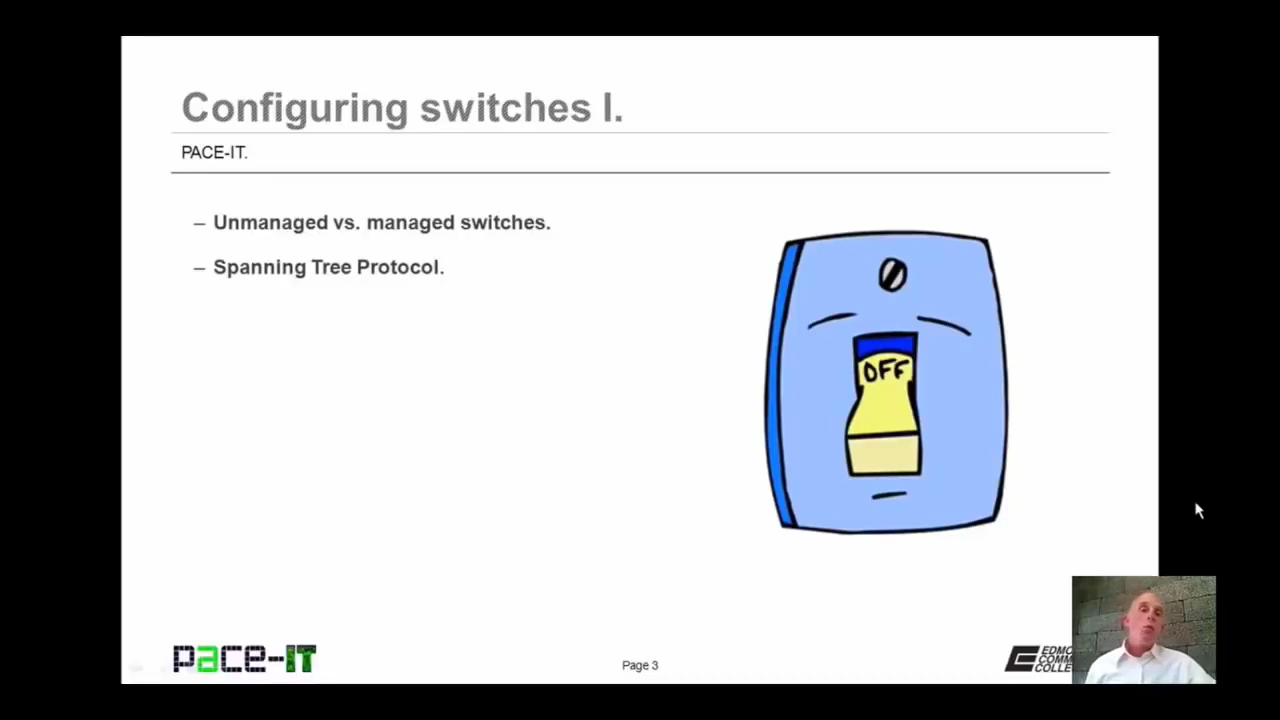 Configuring switches I.
PACE-IT.
– Unmanaged vs. managed switches.
– Spanning Tree Protocol.
OFF
pace-IT
Page 3